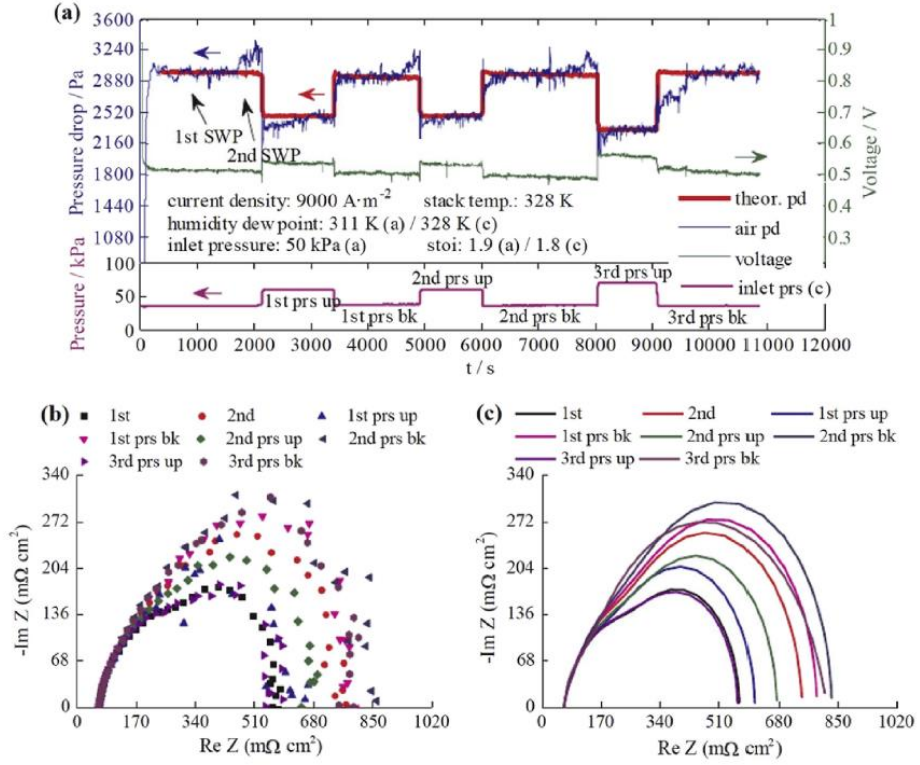 (a)
3600
3240
2880
2520
2160
1800
1440
1080
Pressure drop / Pa
1
0.9
0.8
0.7
0.6
0.5
0.4
0.3
0.2
Voltage / V
1st SWP
2nd SWP
current density: 9000 A·m⁻² stack temp.: 328 K
humidity dew point: 311 K (a) / 328 K (c)
inlet pressure: 50 kPa (a) stoi: 1.9 (a) / 1.8 (c)
theor. pd
air pd
voltage
inlet prs (c)
100
50
0
Pressure / kPa
1st prs up
1st prs bk
2nd prs up
2nd prs bk
3rd prs up
3rd prs bk
0 1000 2000 3000 4000 5000 6000 7000 8000 9000 10000 11000 12000
t / s
(b)
1st 2nd 1st prs up
1st prs bk 2nd prs up 2nd prs bk
3rd prs up 3rd prs bk
340
272
204
136
68
0
-Im Z (mΩ cm²)
0 170 340 510 680 850 1020
Re Z (mΩ cm²)
(c)
1st 2nd 1st prs up
1st prs bk 2nd prs up 2nd prs bk
3rd prs up 3rd prs bk
340
272
204
136
68
0
-Im Z (mΩ cm²)
0 170 340 510 680 850 1020
Re Z (mΩ cm²)